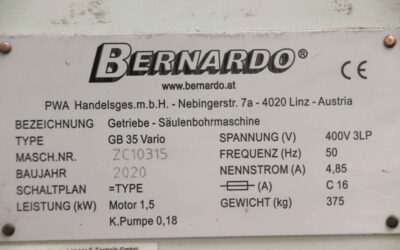 BERNARDO®
www.bernardo.at
CE
PWA Handelsges.m.b.H. - Nebingerstr. 7a - 4020 Linz - Austria
BEZEICHNUNG Getriebe - Säulenbohrmaschine
TYPE GB 35 Vario SPANNUNG (V) 400V 3LP
MASCH.NR. ZC10315 FREQUENZ (Hz) 50
BAUJAHR 2020 NENNSTROM (A) 4,85
SCHALTPLAN =TYPE (A) C 16
LEISTUNG (kW) Motor 1,5 GEWICHT (kg) 375
K.Pumpe 0,18